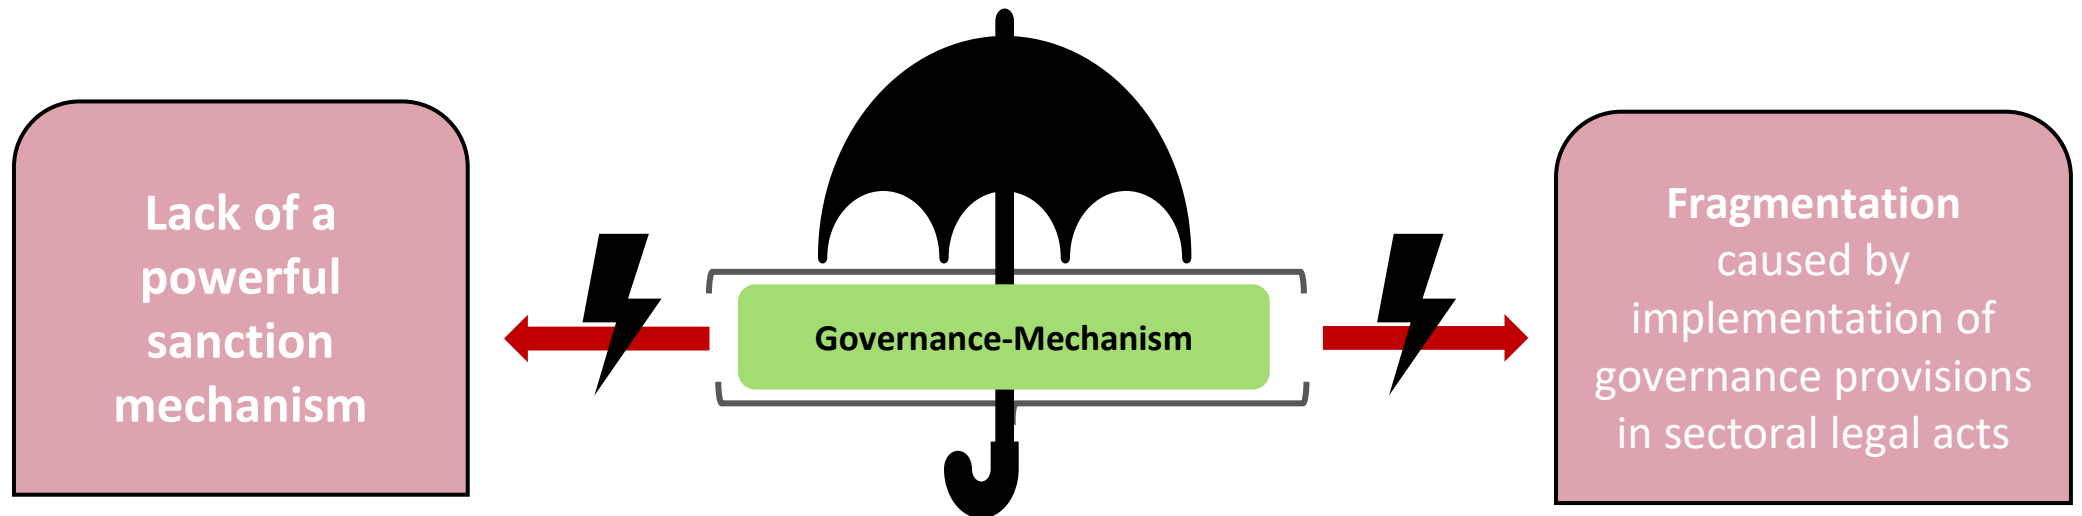 Lack of a
powerful
sanction
mechanism
Governance-Mechanism
Fragmentation
caused by
implementation of
governance provisions
in sectoral legal acts